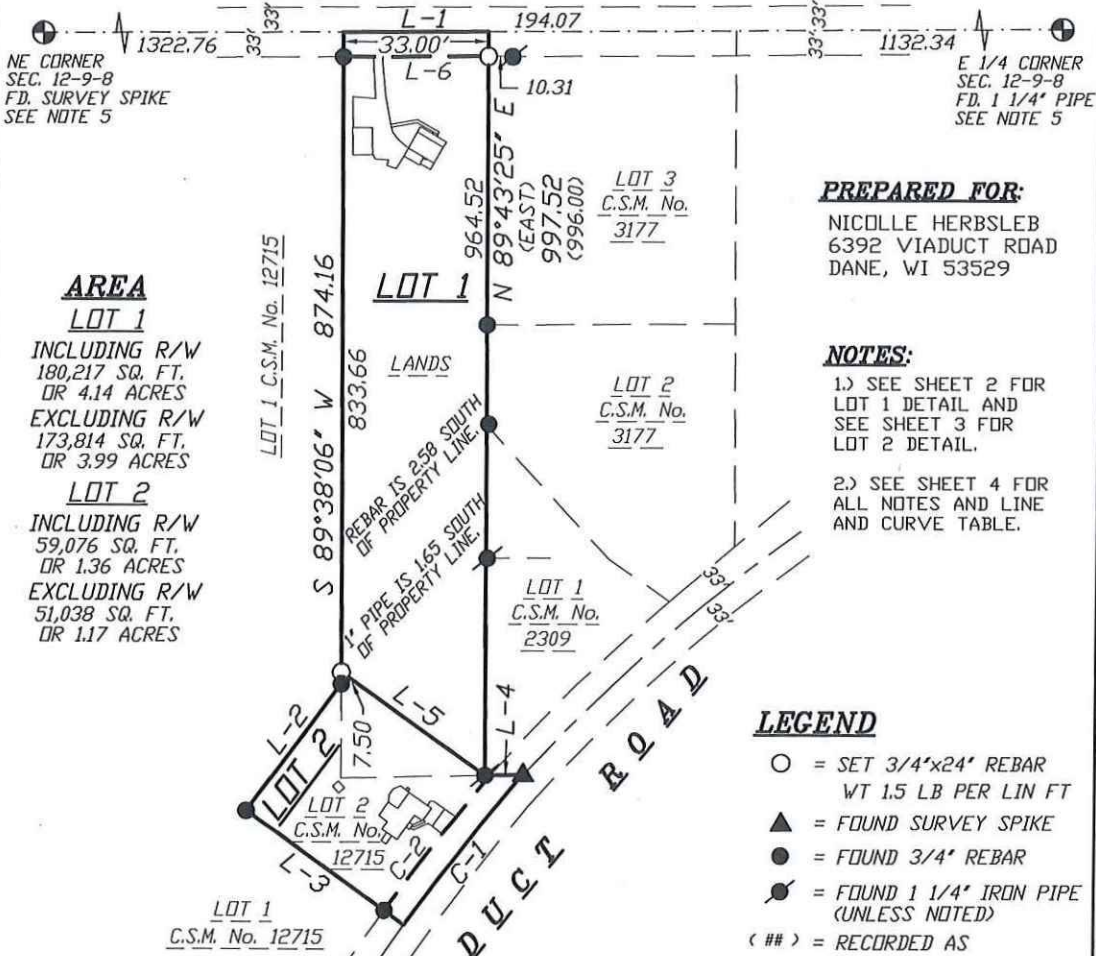 L-1
194.07
33' 33'
33' 33'
1322.76
33.00'
1132.34
NE CORNER
SEC. 12-9-8
FD. SURVEY SPIKE
SEE NOTE 5
L-6
10.31
E 1/4 CORNER
SEC. 12-9-8
FD. 1 1/4" PIPE
SEE NOTE 5
PREPARED FOR:
NICOLLE HERBSLEB
6392 VIADUCT ROAD
DANE, WI 53529
NOTES:
1.) SEE SHEET 2 FOR
LOT 1 DETAIL AND
SEE SHEET 3 FOR
LOT 2 DETAIL.
2.) SEE SHEET 4 FOR
ALL NOTES AND LINE
AND CURVE TABLE.
AREA
LOT 1
INCLUDING R/W
180,217 SQ. FT.
OR 4.14 ACRES
EXCLUDING R/W
173,814 SQ. FT.
OR 3.99 ACRES
LOT 2
INCLUDING R/W
59,076 SQ. FT.
OR 1.36 ACRES
EXCLUDING R/W
51,038 SQ. FT.
OR 1.17 ACRES
LOT 1 C.S.M. No. 12715
S 89°38'06" W 874.16
833.66
LOT 1
LANDS
964.52
N 89°43'25" E
(EAST)
997.52
(996.00)
LOT 3
C.S.M. No.
3177
LOT 2
C.S.M. No.
3177
REBAR IS 2.58 SOUTH
OF PROPERTY LINE.
1" PIPE IS 1.65 SOUTH
OF PROPERTY LINE.
LOT 1
C.S.M. No.
2309
33'
33'
L-2
L-5
L-4
7.50
LOT 2
LOT 2
C.S.M. No.
12715
L-3
C-2
C-1
LOT 1
C.S.M. No. 12715
DUCT ROAD
LEGEND
= SET 3/4"x24" REBAR
WT 1.5 LB PER LIN FT
= FOUND SURVEY SPIKE
= FOUND 3/4" REBAR
= FOUND 1 1/4" IRON PIPE
(UNLESS NOTED)
( ## ) = RECORDED AS